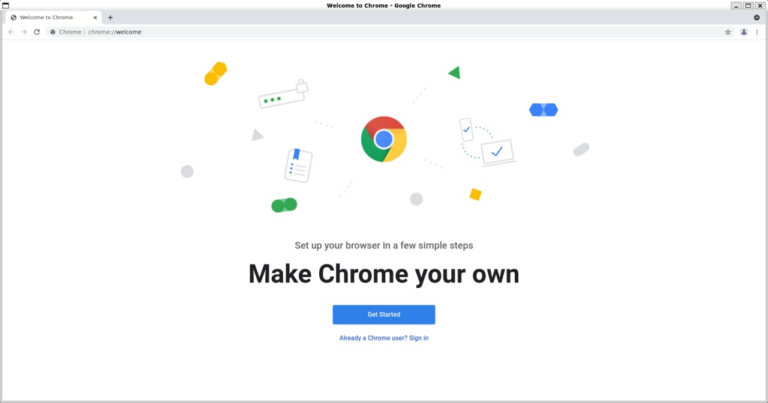 Welcome to Chrome - Google Chrome
Welcome to Chrome
Chrome | chrome://welcome
Set up your browser in a few simple steps
Make Chrome your own
Get Started
Already a Chrome user? Sign in